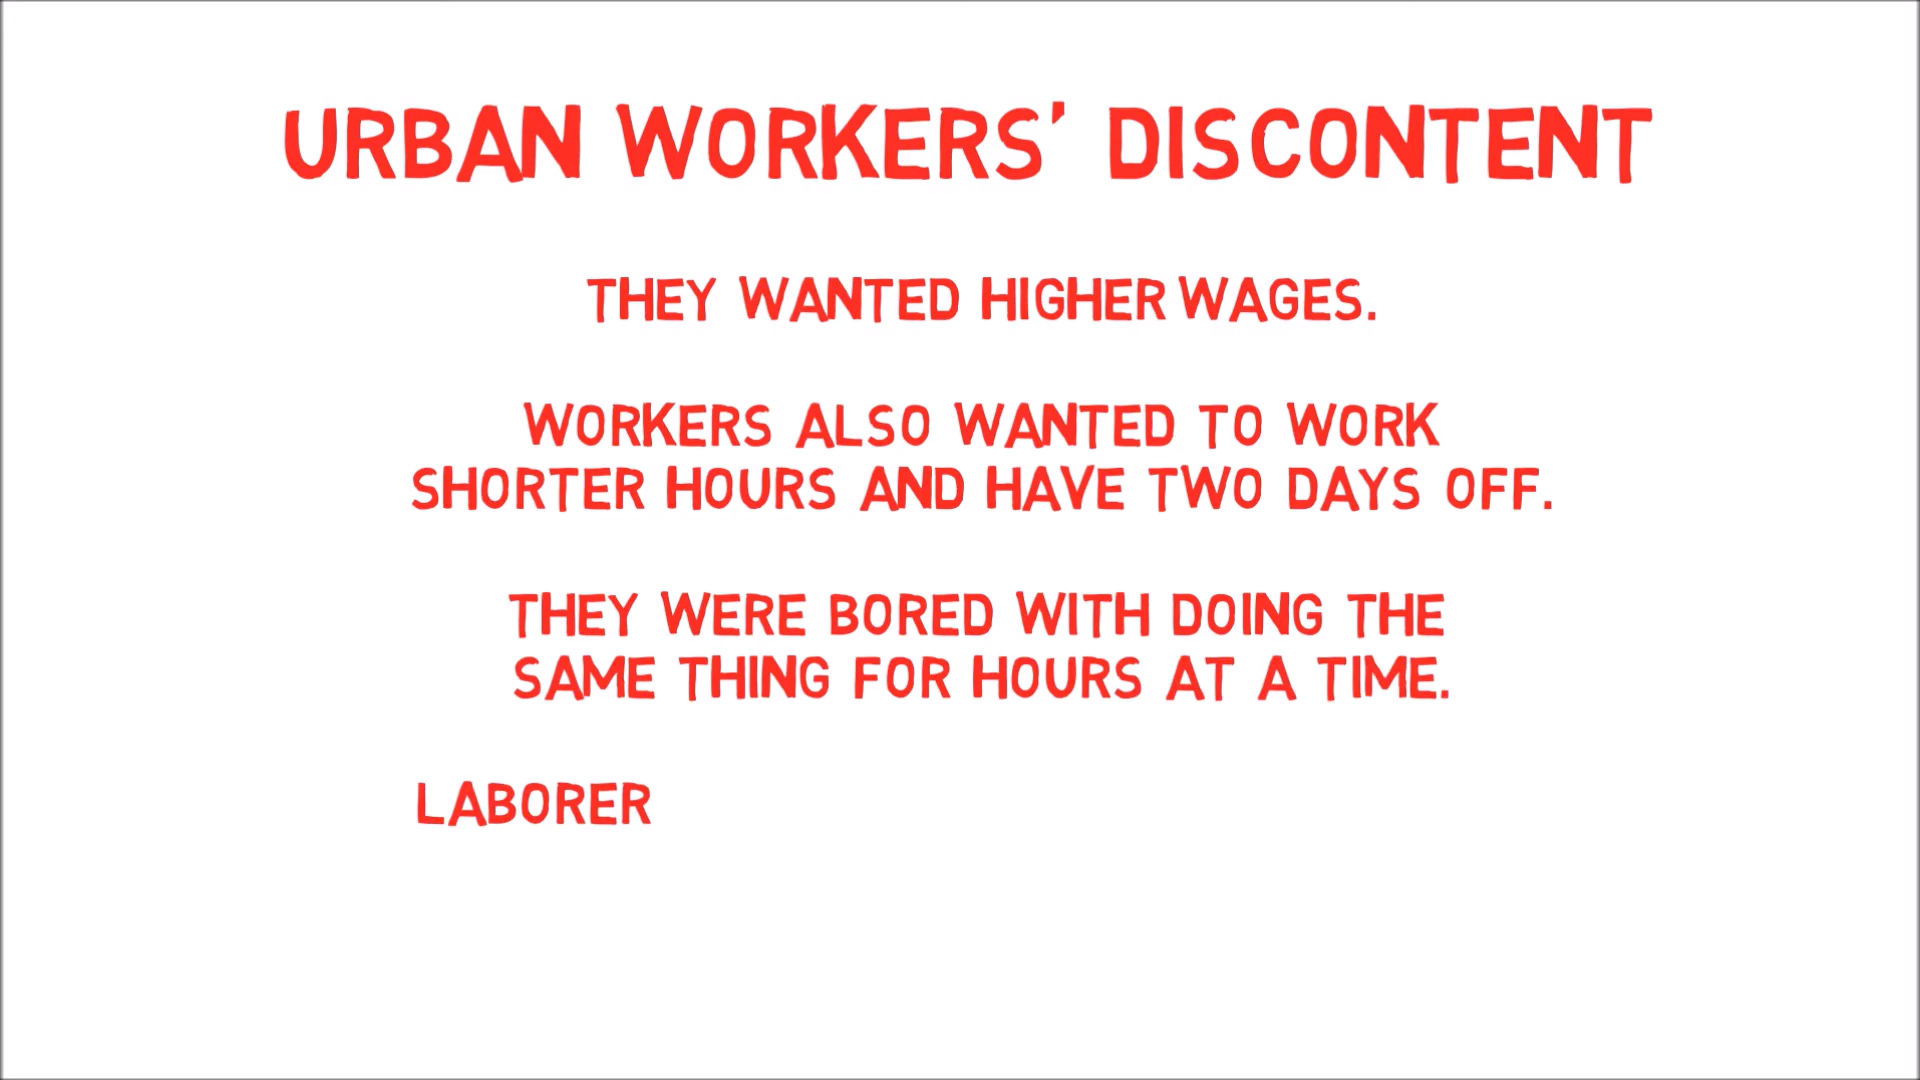 URBAN WORKERS' DISCONTENT
THEY WANTED HIGHER WAGES.
WORKERS ALSO WANTED TO WORK
SHORTER HOURS AND HAVE TWO DAYS OFF.
THEY WERE BORED WITH DOING THE
SAME THING FOR HOURS AT A TIME.
LABORER